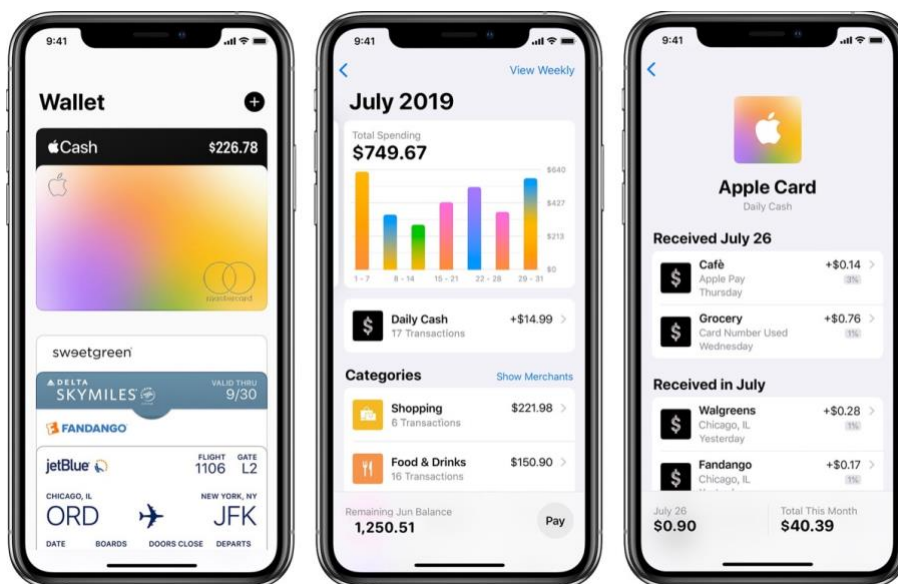 9:41
Wallet
Cash $226.78
mastercard
sweetgreen
DELTA
SKYMILES
VALID THRU
9/30
FANDANGO
jetBlue
FLIGHT GATE
1106 L2
CHICAGO, IL NEW YORK, NY
ORD JFK
DATE BOARDS DOORS CLOSE DEPARTS
9:41
View Weekly
July 2019
Total Spending
$749.67
$640
$427
$213
$0
1 - 7 8 - 14 15 - 21 22 - 28 29 - 31
Daily Cash +$14.99
17 Transactions
Categories Show Merchants
Shopping $221.98
6 Transactions
Food & Drinks $150.90
16 Transactions
Remaining Jun Balance
1,250.51
Pay
9:41
Apple Card
Daily Cash
Received July 26
Cafè +$0.14
Apple Pay 3%
Thursday
Grocery +$0.76
Card Number Used 1%
Wednesday
Received in July
Walgreens +$0.28
Chicago, IL 1%
Yesterday
Fandango +$0.17
Chicago, IL 1%
July 26 Total This Month
$0.90 $40.39